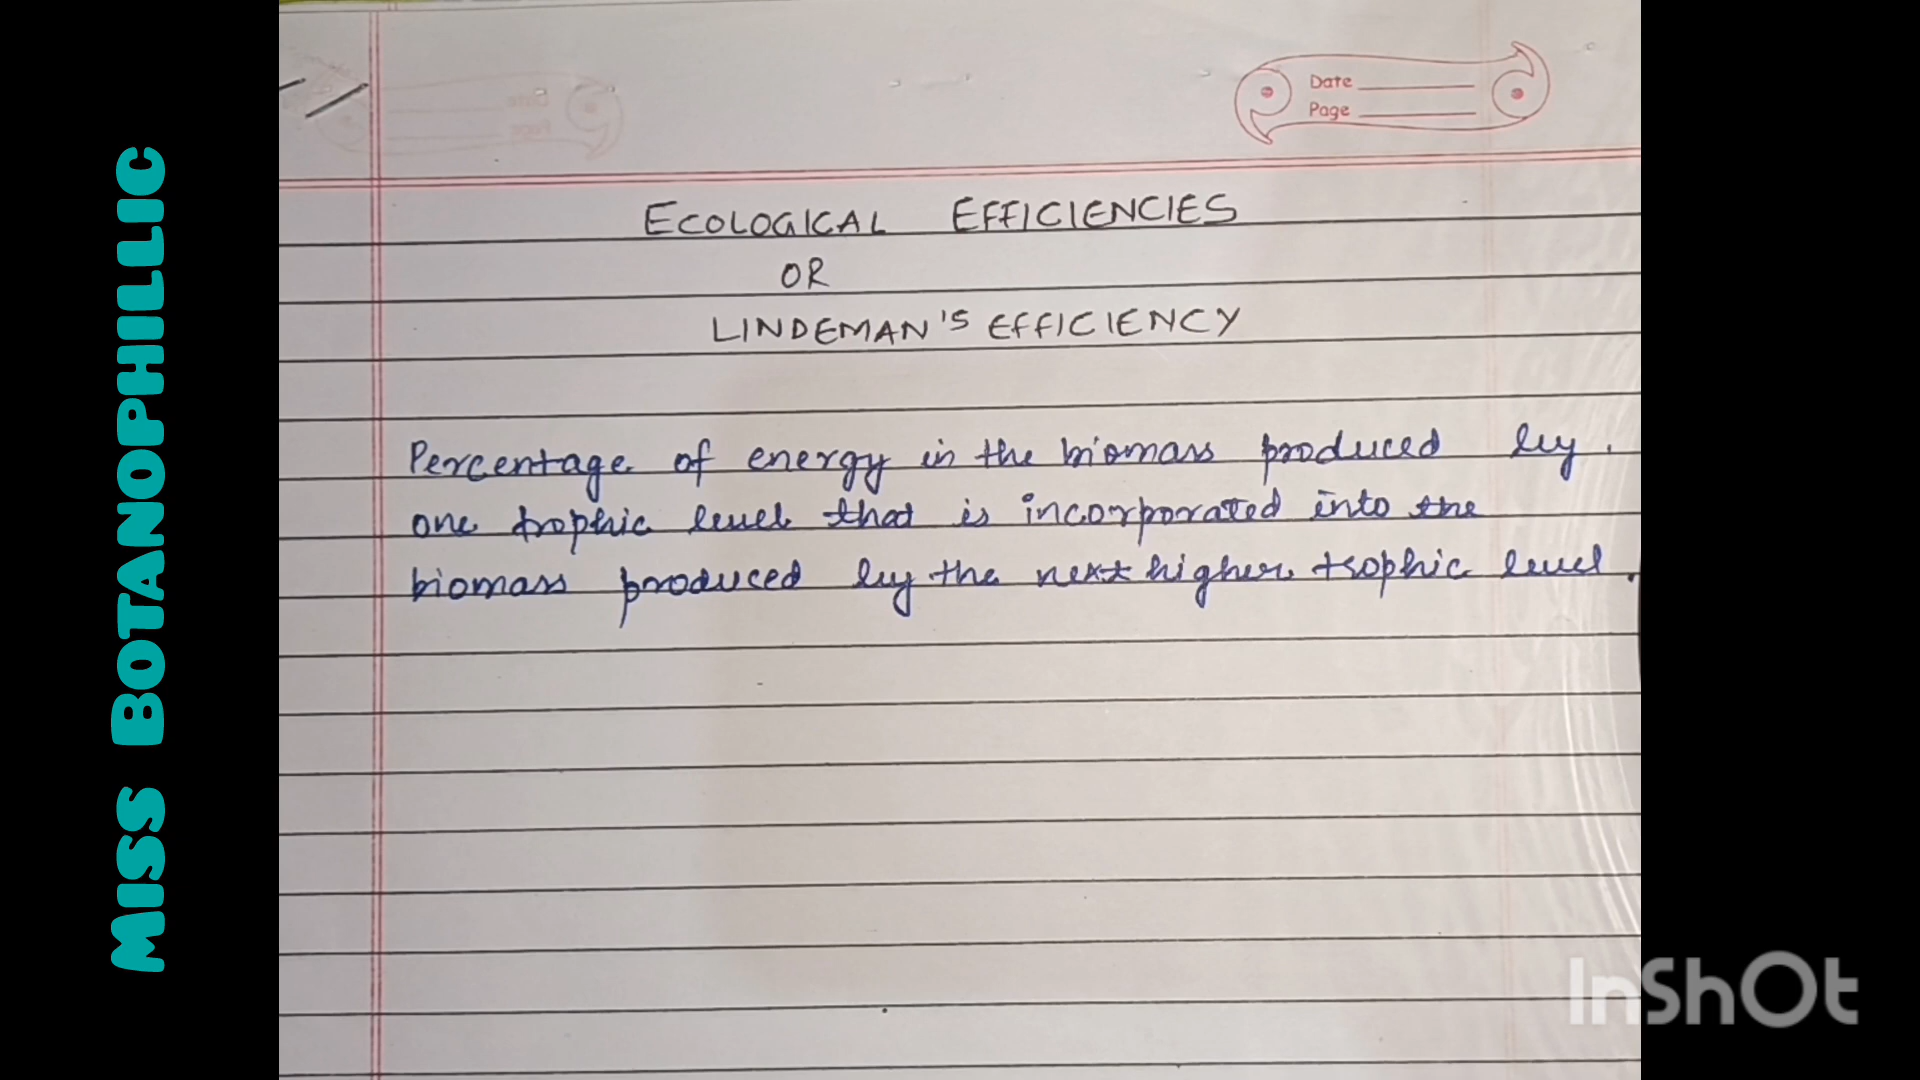 MISS BOTANOPHILLIC
Date
Page
ECOLOGICAL EFFICIENCIES
OR
LINDEMAN'S EFFICIENCY
Percentage of energy in the biomass produced by
one trophic level that is incorporated into the
biomass produced by the next higher trophic level.
InShOt